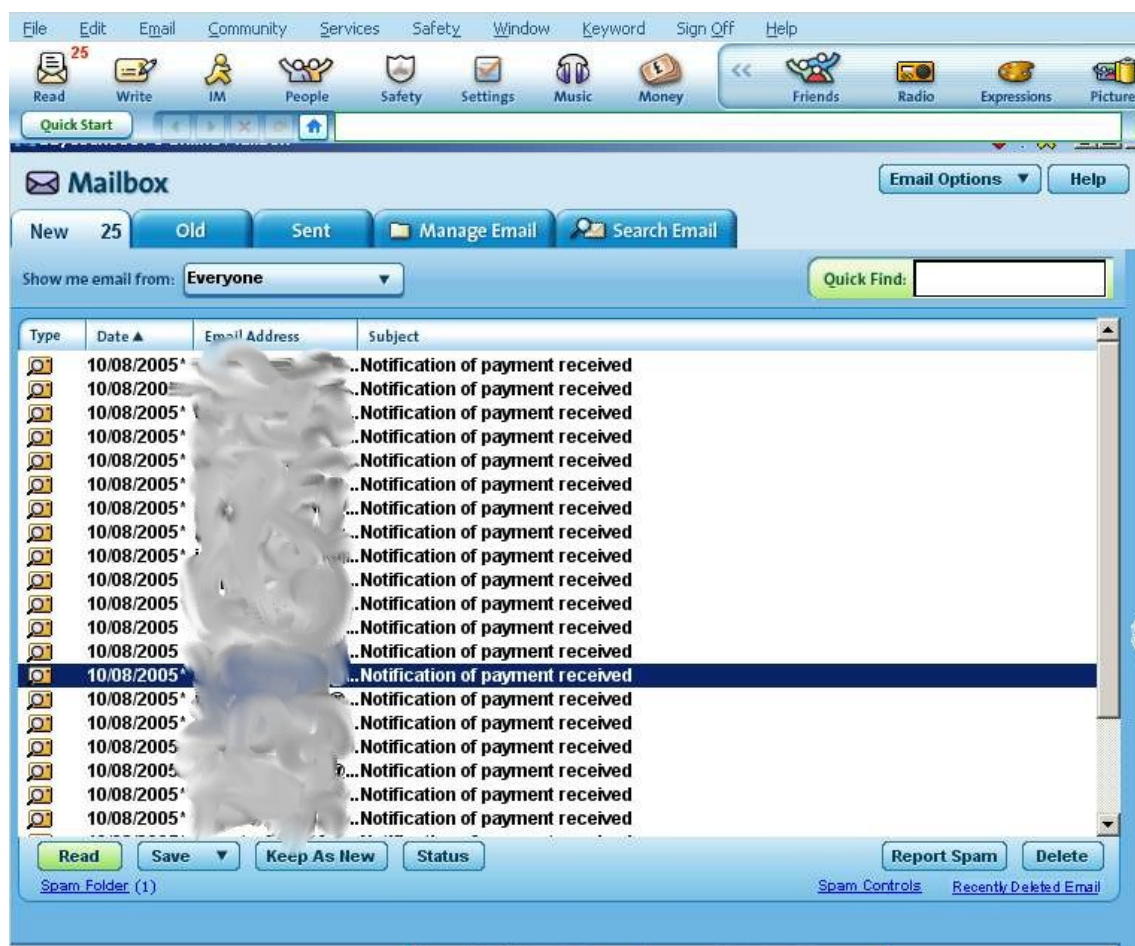 File Edit Email Community Services Safety Window Keyword Sign Off Help
25
Read Write IM People Safety Settings Music Money << Friends Radio Expressions Picture
Quick Start
Mailbox Email Options Help
New 25 Old Sent Manage Email Search Email
Show me email from: Everyone Quick Find:
Type Date Email Address Subject
10/08/2005* ..Notification of payment received
10/08/200 .Notification of payment received
10/08/2005* .Notification of payment received
10/08/2005* .Notification of payment received
10/08/2005* .Notification of payment received
10/08/2005* ..Notification of payment received
10/08/2005* ...Notification of payment received
10/08/2005* ..Notification of payment received
10/08/2005* ..Notification of payment received
10/08/2005 ..Notification of payment received
10/08/2005 .Notification of payment received
10/08/2005 ...Notification of payment received
10/08/2005 ..Notification of payment received
10/08/2005* ..Notification of payment received
10/08/2005* ..Notification of payment received
10/08/2005* .Notification of payment received
10/08/2005 .Notification of payment received
10/08/2005 ...Notification of payment received
10/08/2005* ..Notification of payment received
10/08/2005* ..Notification of payment received
Read Save Keep As New Status Report Spam Delete
Spam Folder (1) Spam Controls Recently Deleted Email